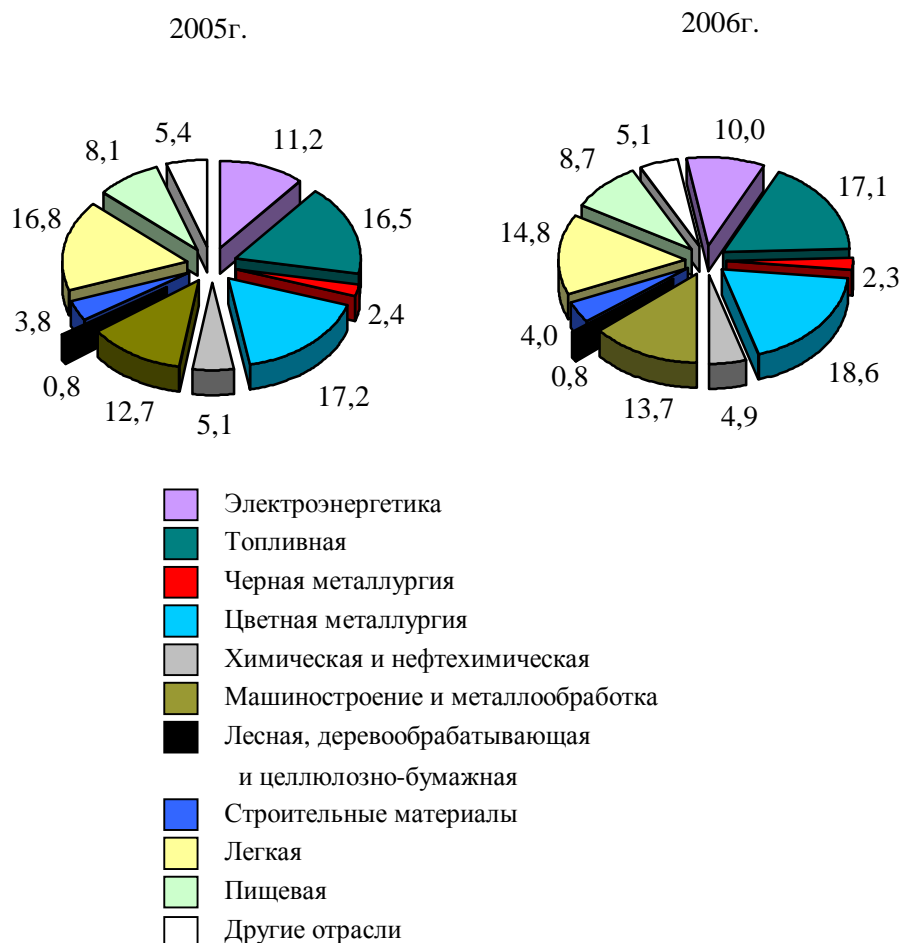 2005г.
2006г.
5,4
11,2
8,1
16,5
16,8
2,4
3,8
17,2
0,8
12,7
5,1
5,1
10,0
8,7
17,1
14,8
2,3
4,0
18,6
0,8
13,7
4,9
Электроэнергетика
Топливная
Черная металлургия
Цветная металлургия
Химическая и нефтехимическая
Машиностроение и металлообработка
Лесная, деревообрабатывающая
и целлюлозно-бумажная
Строительные материалы
Легкая
Пищевая
Другие отрасли